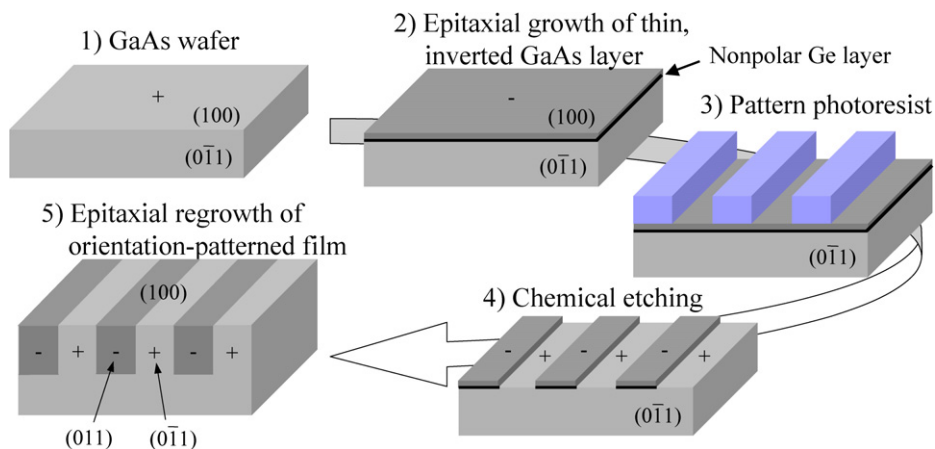 1) GaAs wafer
+
(100)
(01̅1)
2) Epitaxial growth of thin,
inverted GaAs layer
Nonpolar Ge layer
-
(100)
(01̅1)
3) Pattern photoresist
(01̅1)
4) Chemical etching
- + - + - +
(01̅1)
5) Epitaxial regrowth of
orientation-patterned film
(100)
- + - + - +
(011) (01̅1)